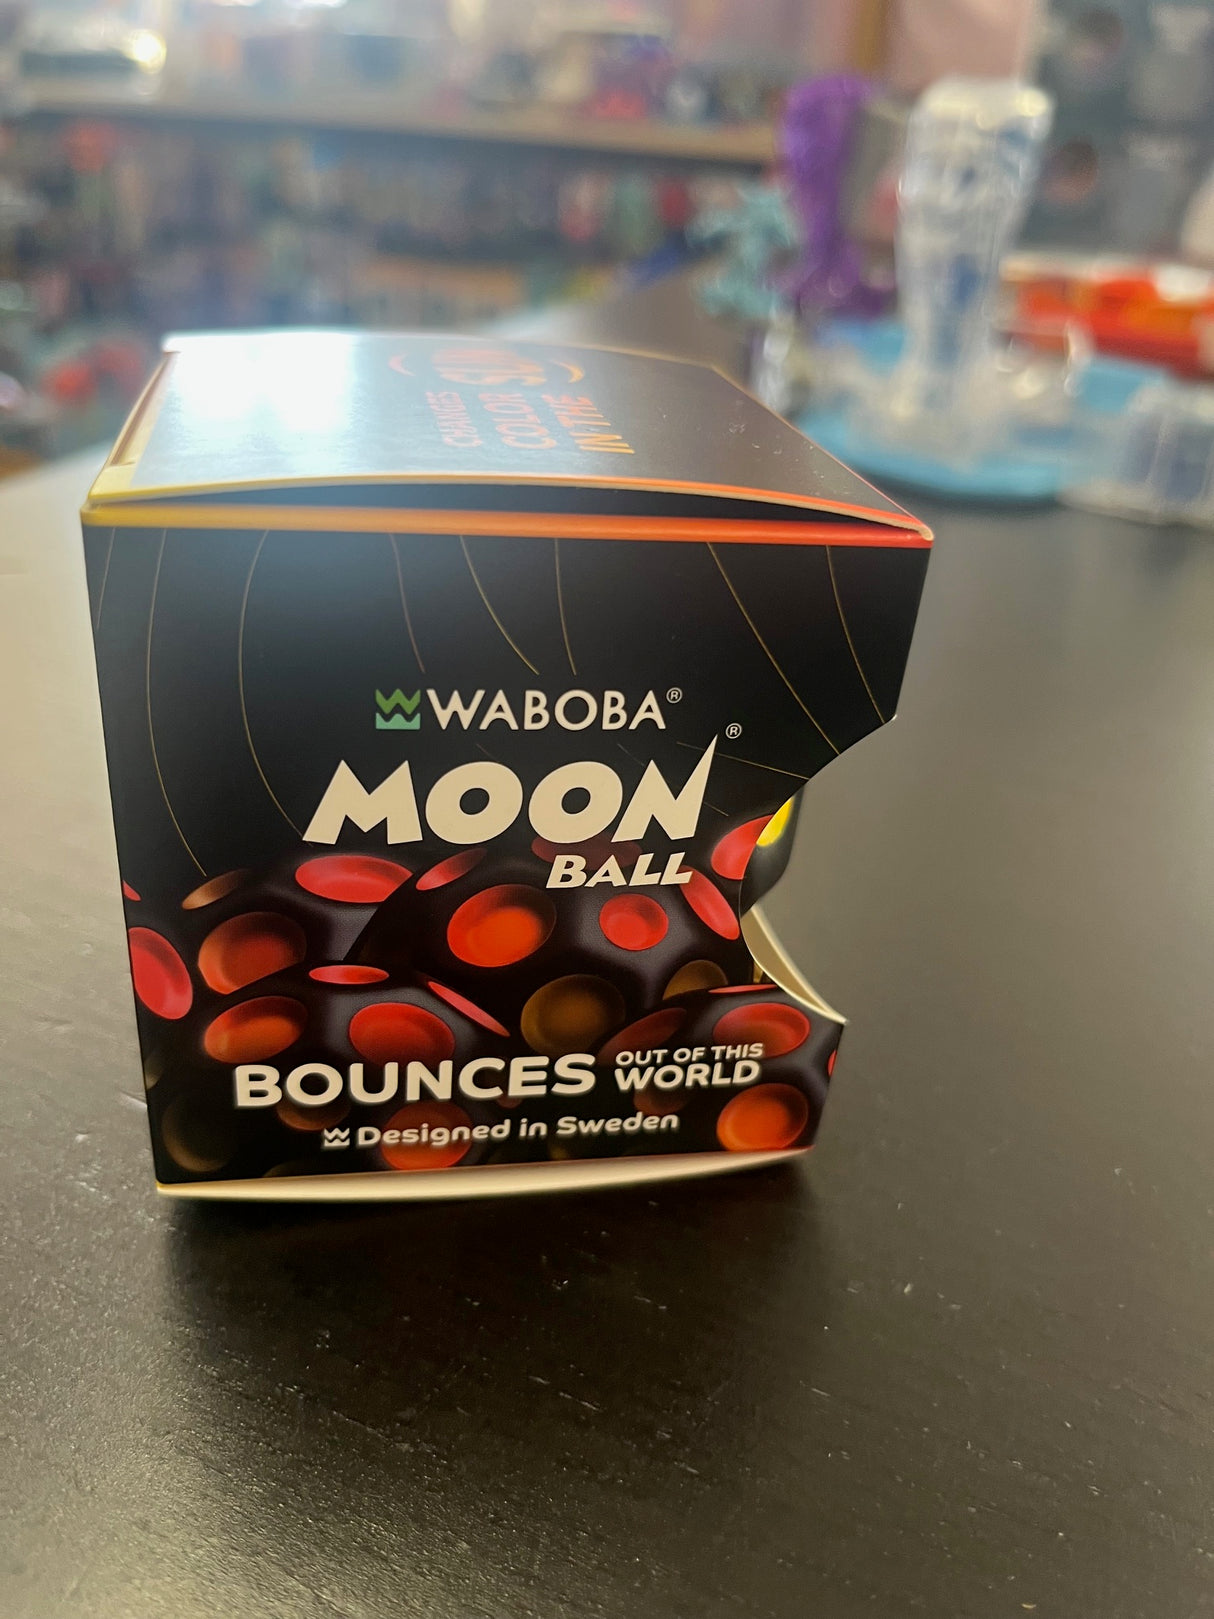 CHANGES
COLOR
IN THE
WABOBA®
MOON®
BALL
BOUNCES OUT OF THIS WORLD
Designed in Sweden